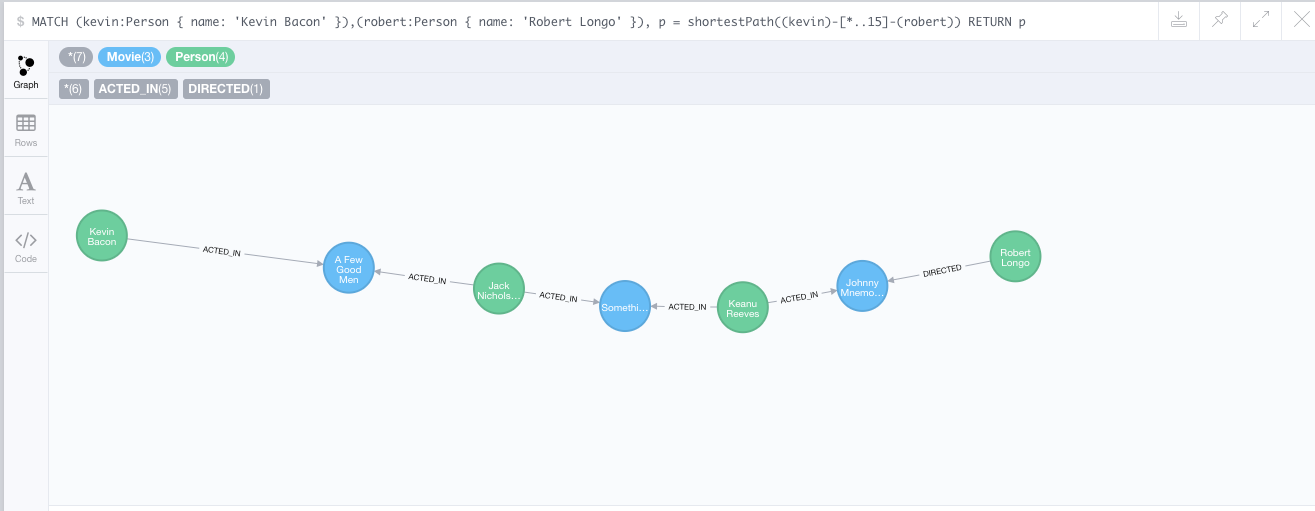 $ MATCH (kevin:Person { name: 'Kevin Bacon' }),(robert:Person { name: 'Robert Longo' }), p = shortestPath((kevin)-[*..15]-(robert)) RETURN p
*(7) Movie(3) Person(4)
*(6) ACTED_IN(5) DIRECTED(1)
Graph
Rows
A
Text
</>
Code
Kevin
Bacon
ACTED_IN
A Few
Good
Men
ACTED_IN
Jack
Nichols...
ACTED_IN
Somethi...
ACTED_IN
Keanu
Reeves
ACTED_IN
Johnny
Mnemo...
DIRECTED
Robert
Longo